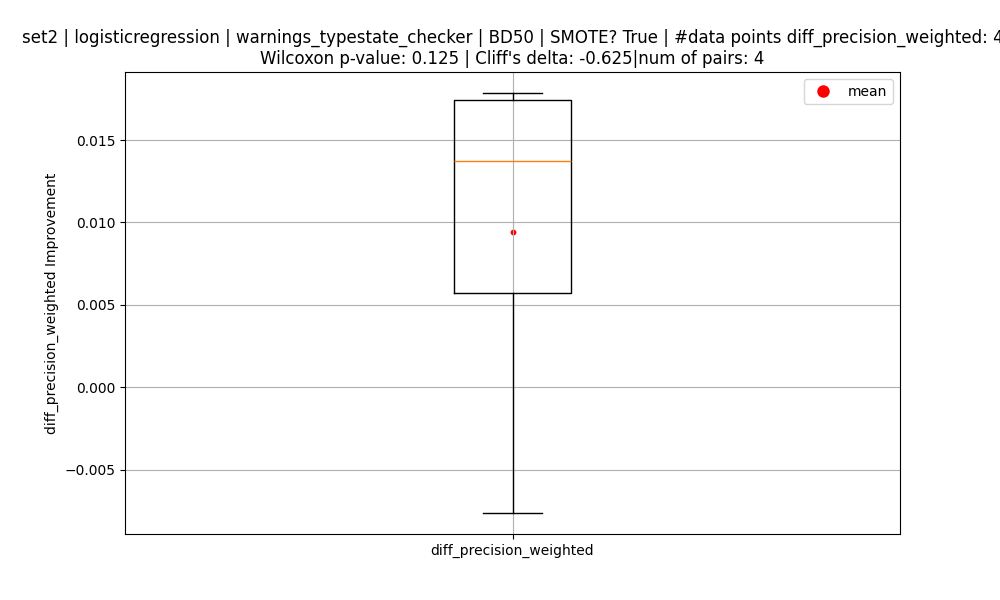 set2 | logisticregression | warnings_typestate_checker | BD50 | SMOTE? True | #data points diff_precision_weighted: 4
Wilcoxon p-value: 0.125 | Cliff's delta: -0.625|num of pairs: 4
mean
0.015
0.010
0.005
0.000
−0.005
diff_precision_weighted Improvement
diff_precision_weighted